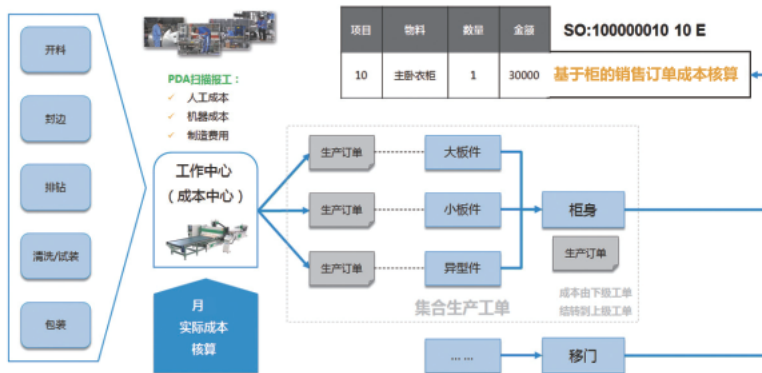 开料
封边
排钻
清洗/试装
包装
PDA扫描报工：
✓ 人工成本
✓ 机器成本
✓ 制造费用
工作中心
（成本中心）
月
实际成本
核算
项目 物料 数量 金额
10 主卧衣柜 1 30000
SO:100000010 10 E
基于柜的销售订单成本核算
生产订单 大板件
生产订单 小板件
生产订单 异型件
柜身
生产订单
集合生产工单
成本由下级工单
结转到上级工单
... ...
移门